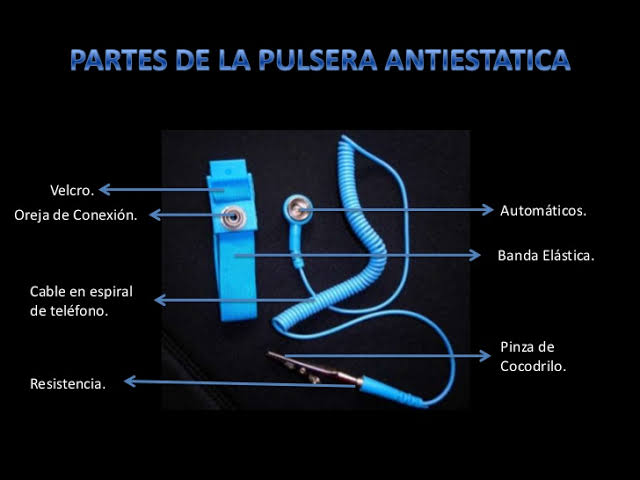 PARTES DE LA PULSERA ANTIESTATICA
Velcro.
Oreja de Conexión.
Automáticos.
Banda Elástica.
Cable en espiral
de teléfono.
Pinza de
Cocodrilo.
Resistencia.